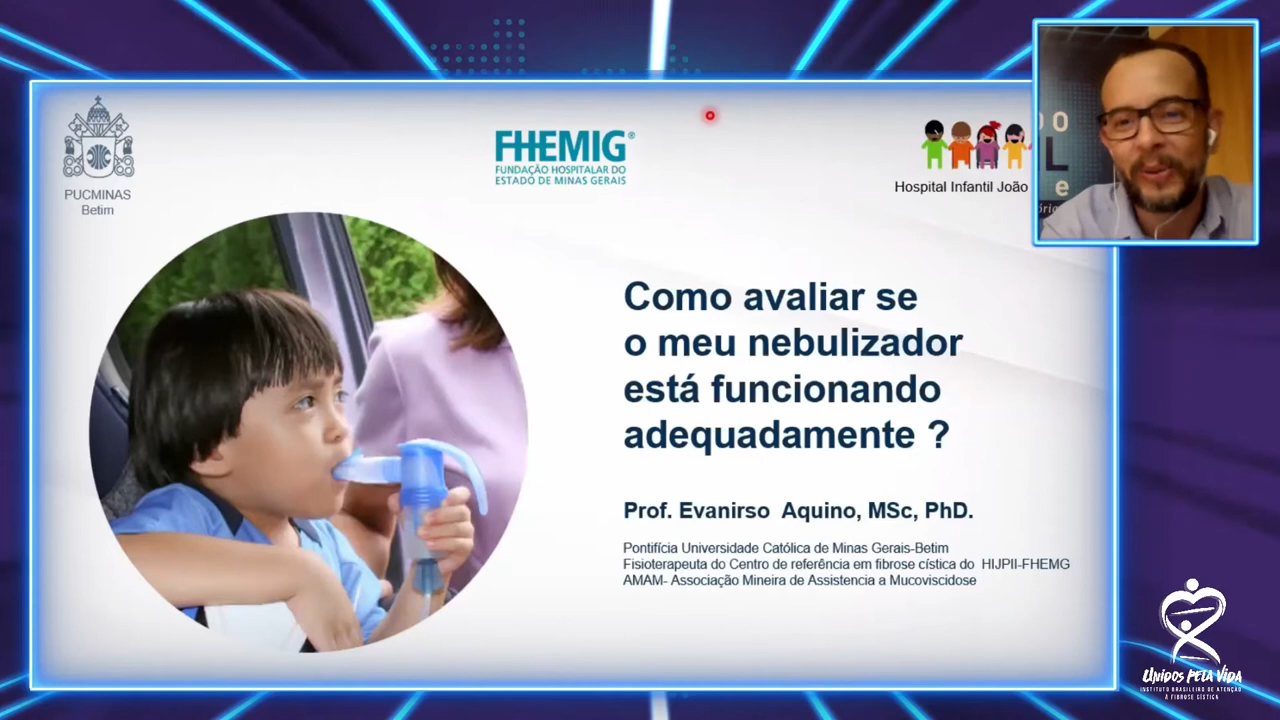 PUCMINAS
Betim
FHEMIG®
FUNDAÇÃO HOSPITALAR DO
ESTADO DE MINAS GERAIS
Hospital Infantil João
Como avaliar se
o meu nebulizador
está funcionando
adequadamente ?
Prof. Evanirso Aquino, MSc, PhD.
Pontifícia Universidade Católica de Minas Gerais-Betim
Fisioterapeuta do Centro de referência em fibrose cística do HIJPII-FHEMG
AMAM- Associação Mineira de Assistencia a Mucoviscidose
UNIDOS PELA VIDA
INSTITUTO BRASILEIRO DE ATENÇÃO
À FIBROSE CÍSTICA